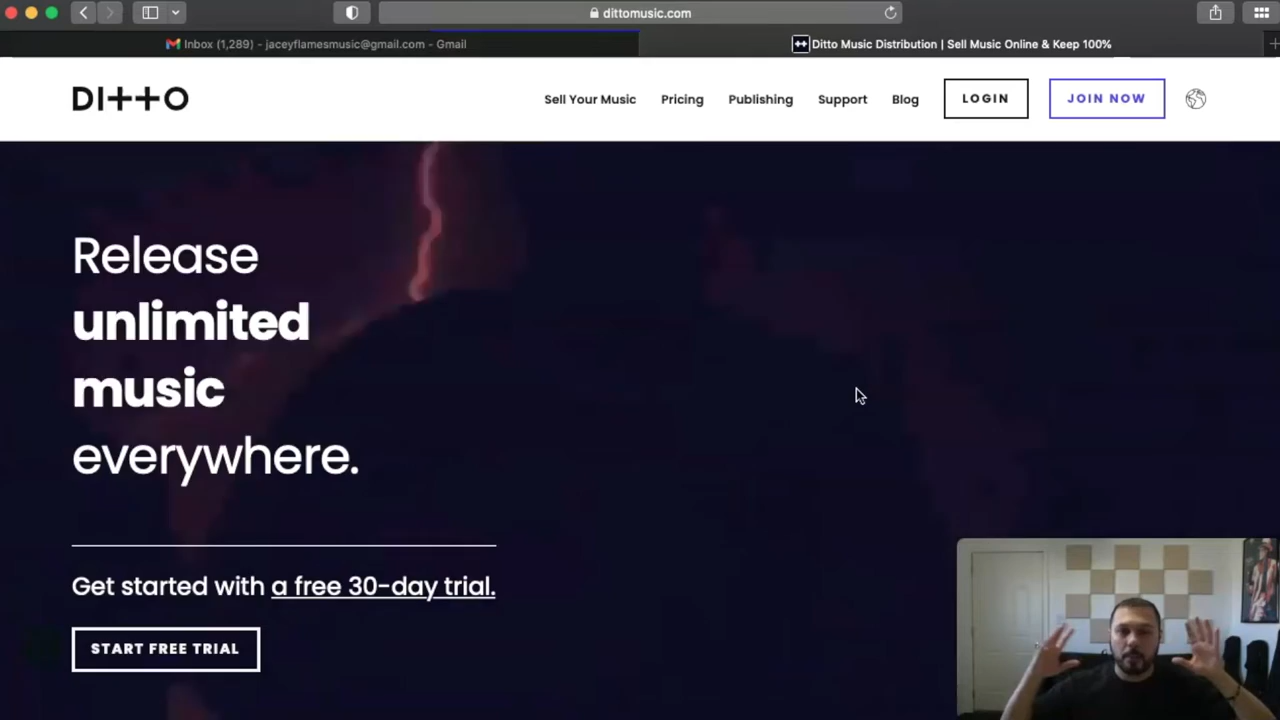 dittomusic.com
Inbox (1,289) - jaceyflamesmusic@gmail.com - Gmail
Ditto Music Distribution | Sell Music Online & Keep 100%
DITTO
Sell Your Music
Pricing
Publishing
Support
Blog
LOGIN
JOIN NOW
Release
unlimited
music
everywhere.
Get started with a free 30-day trial.
START FREE TRIAL